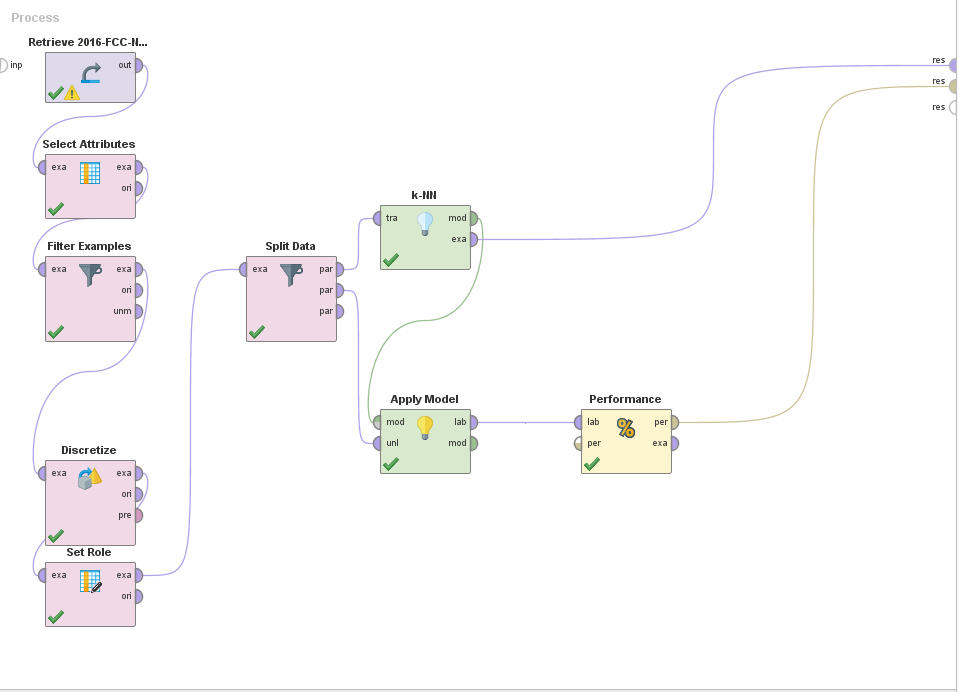 Process
Retrieve 2016-FCC-N...
inp
out
res
res
res
Select Attributes
exa
exa
ori
Filter Examples
exa
exa
ori
unm
Discretize
exa
exa
ori
pre
Set Role
exa
exa
ori
Split Data
exa
par
par
par
k-NN
tra
mod
exa
Apply Model
mod
lab
unl
mod
Performance
lab
per
per
exa
%